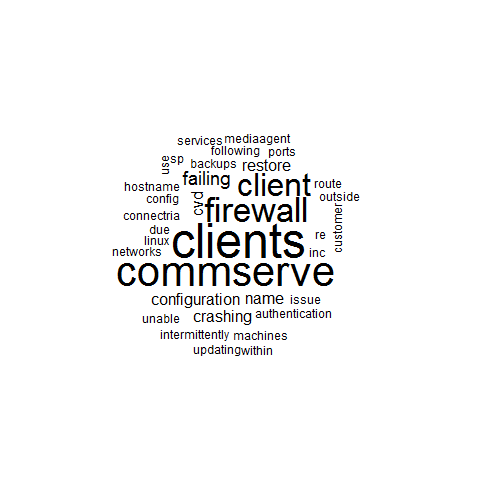 services mediaagent
following ports
use sp backups restore
failing client route
hostname
config cvd firewall outside
connectria
due clients customer
linux re
networks inc
commserve
configuration name issue
unable crashing authentication
intermittently machines
updating within